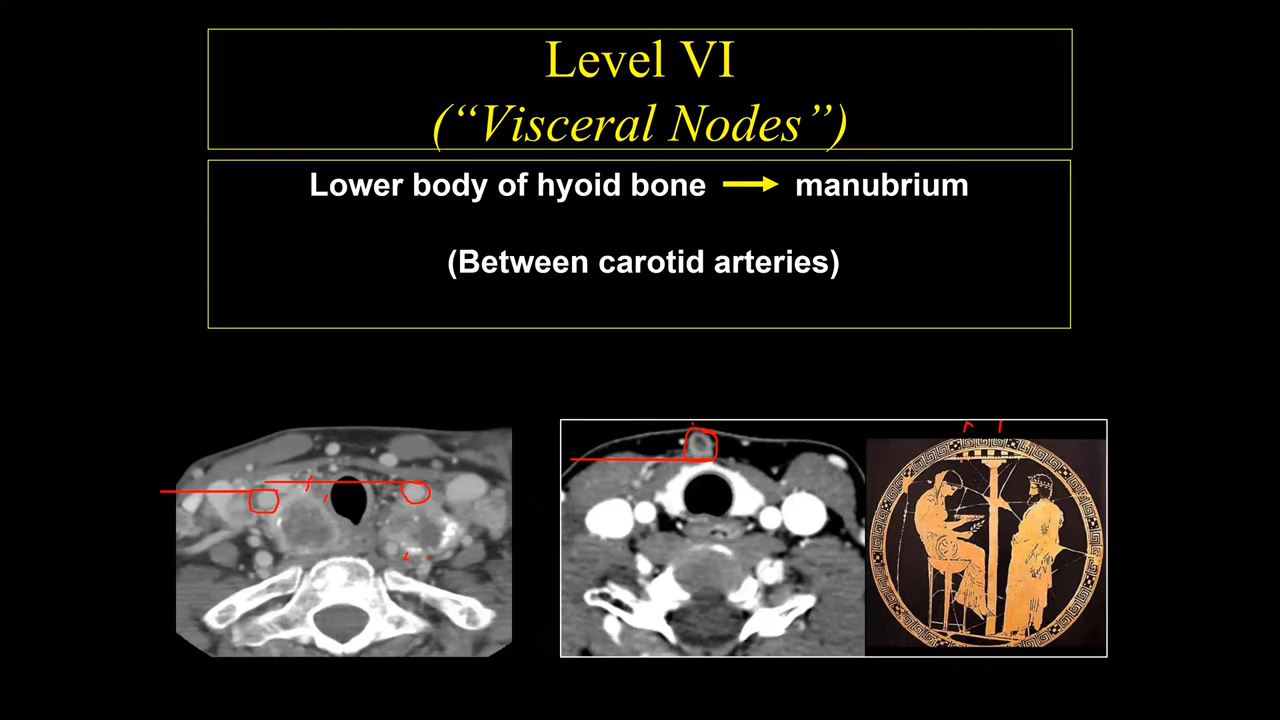 Level VI
(“Visceral Nodes”)
Lower body of hyoid bone → manubrium
(Between carotid arteries)